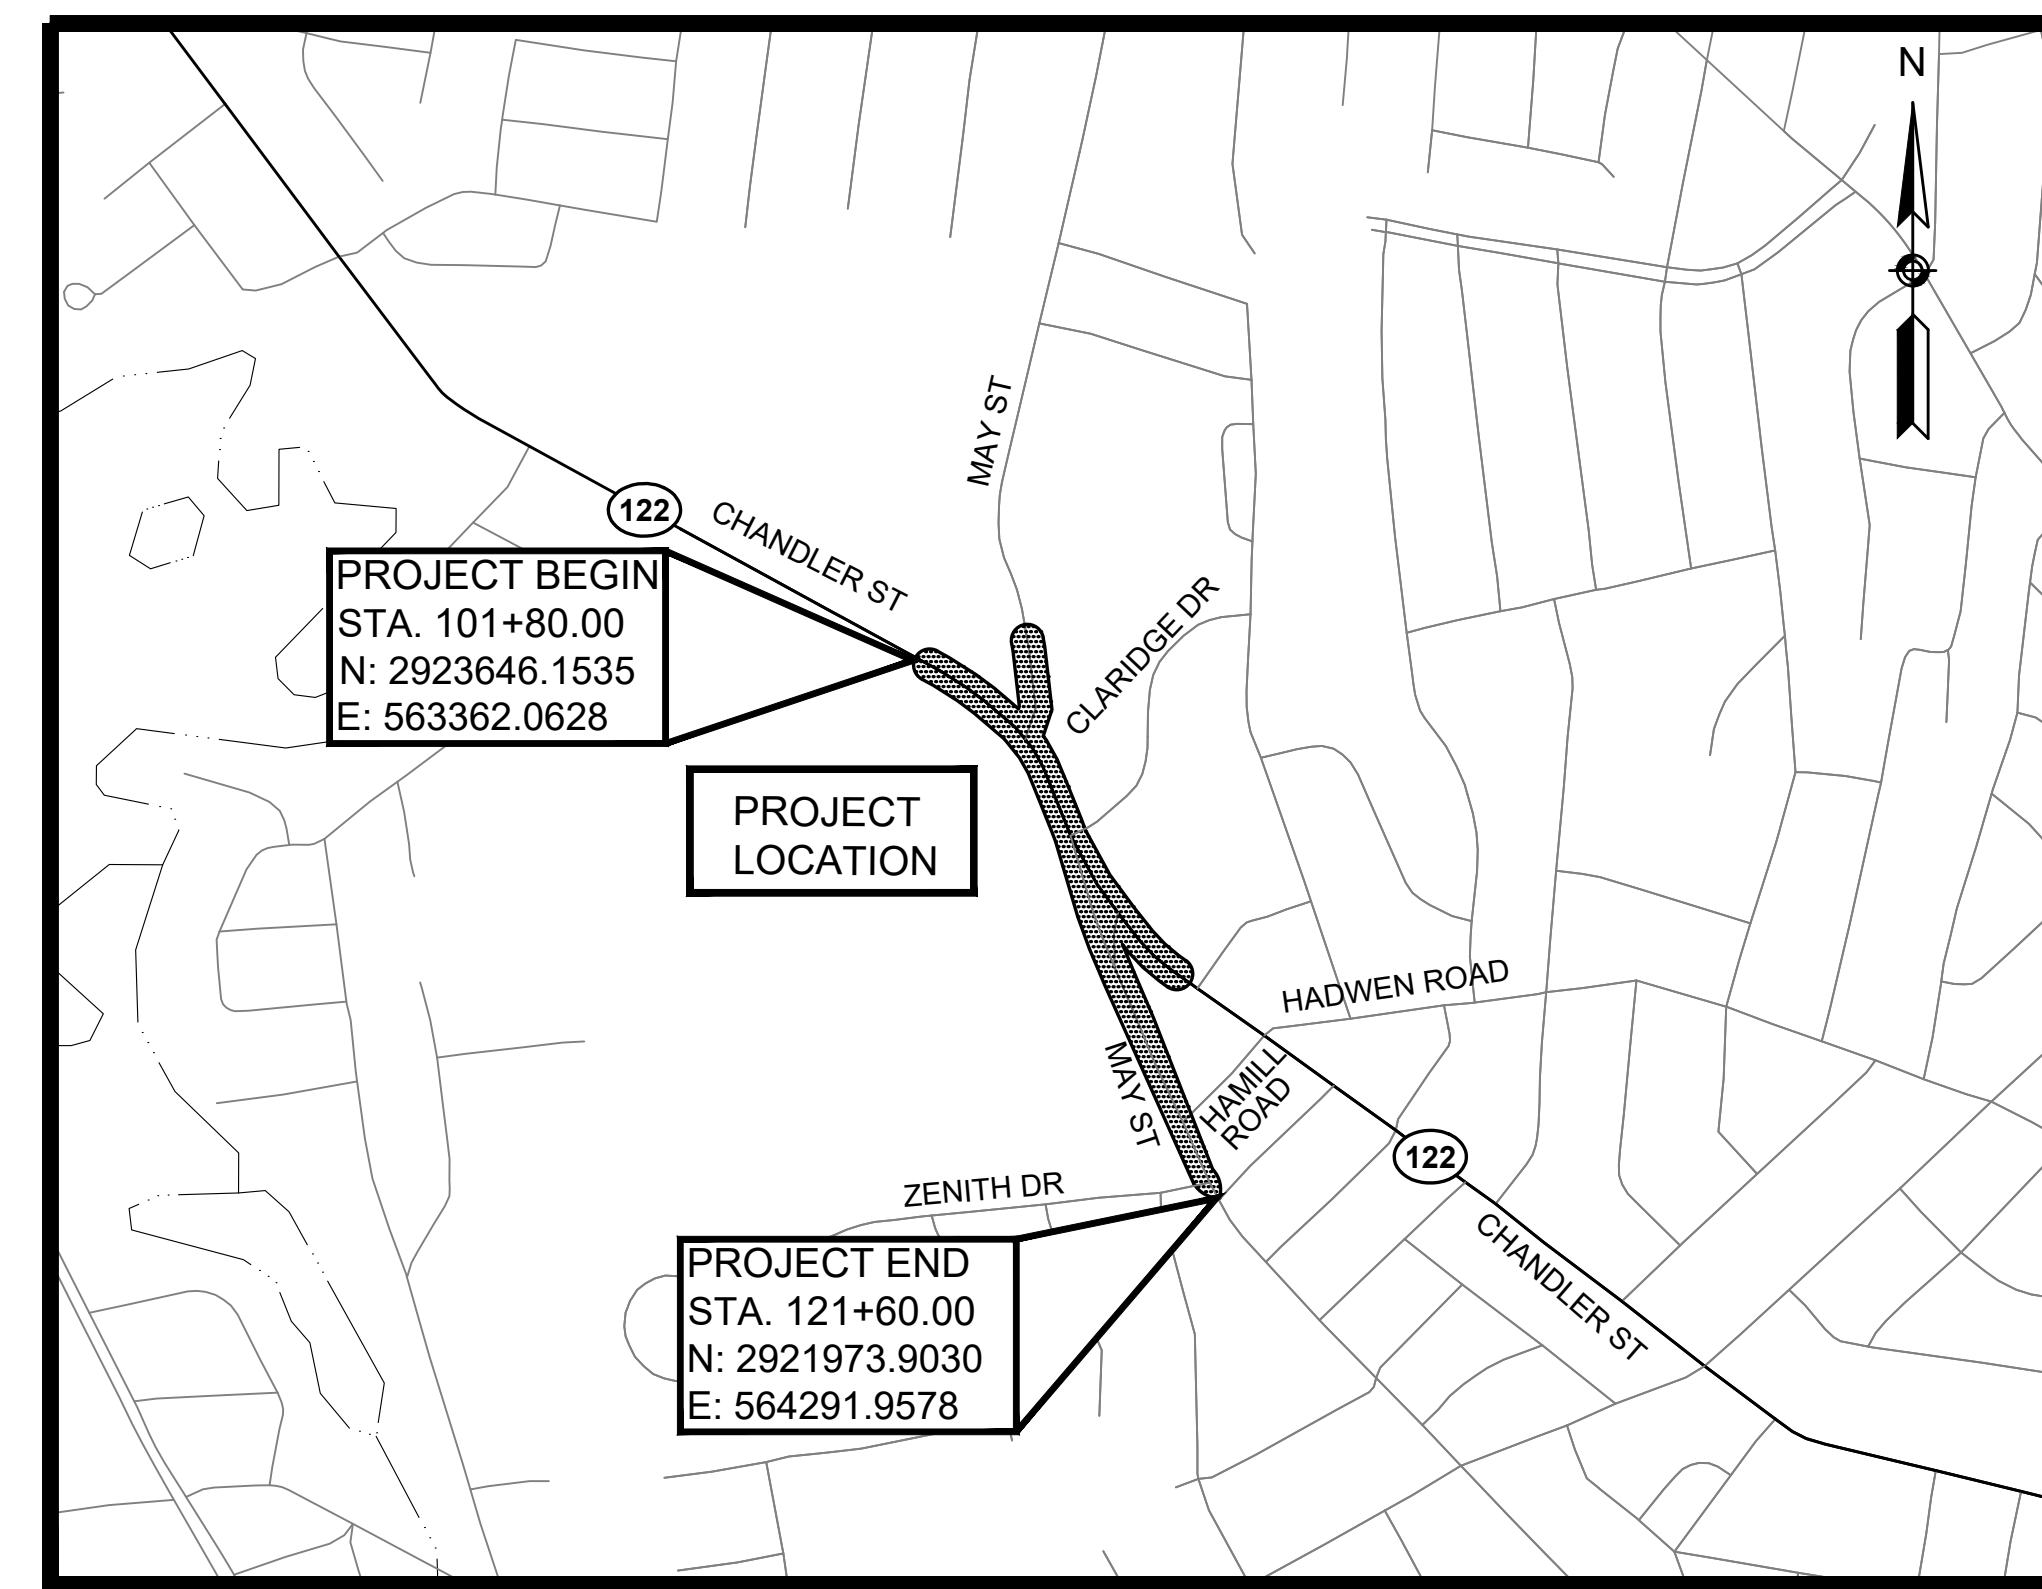 N
MAY ST
122
CHANDLER ST
PROJECT BEGIN
STA. 101+80.00
N: 2923646.1535
E: 563362.0628
CLARIDGE DR
PROJECT
LOCATION
HADWEN ROAD
MAY ST
HAMILL
ROAD
122
ZENITH DR
CHANDLER ST
PROJECT END
STA. 121+60.00
N: 2921973.9030
E: 564291.9578